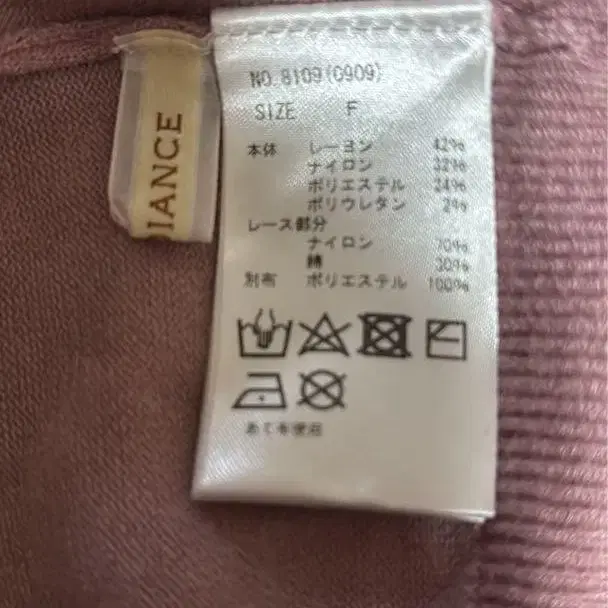 DIANCE
NO.8109(0909)
SIZE F
本体 レーヨン 42%
ナイロン 32%
ポリエステル 24%
ポリウレタン 2%
レース部分
ナイロン 70%
綿 30%
別布 ポリエステル 100%
あて布使用